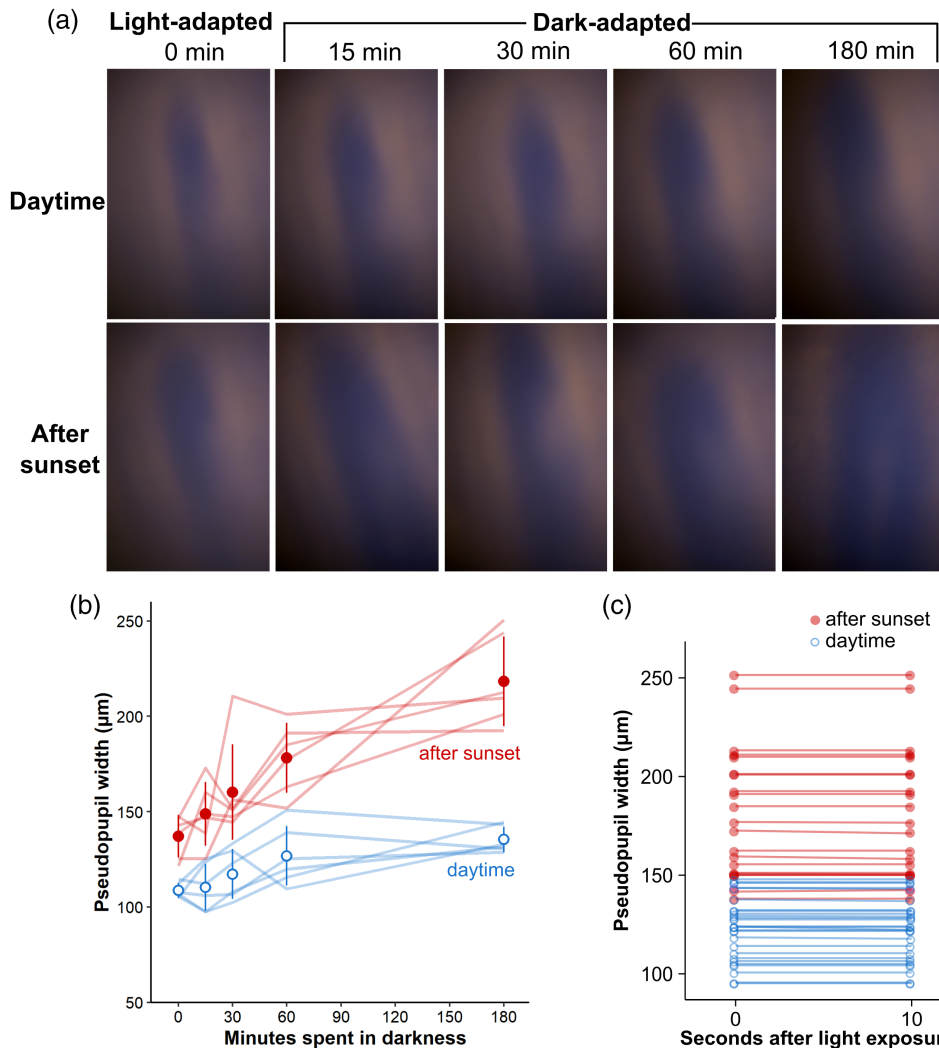 (a)
Light-adapted
Dark-adapted
0 min
15 min
30 min
60 min
180 min
Daytime
After
sunset
(b)
250
200
150
100
50
Pseudopupil width (µm)
after sunset
daytime
0
15
30
60
90
120
150
180
Minutes spent in darkness
(c)
after sunset
daytime
250
200
150
100
Pseudopupil width (µm)
0
10
Seconds after light exposur